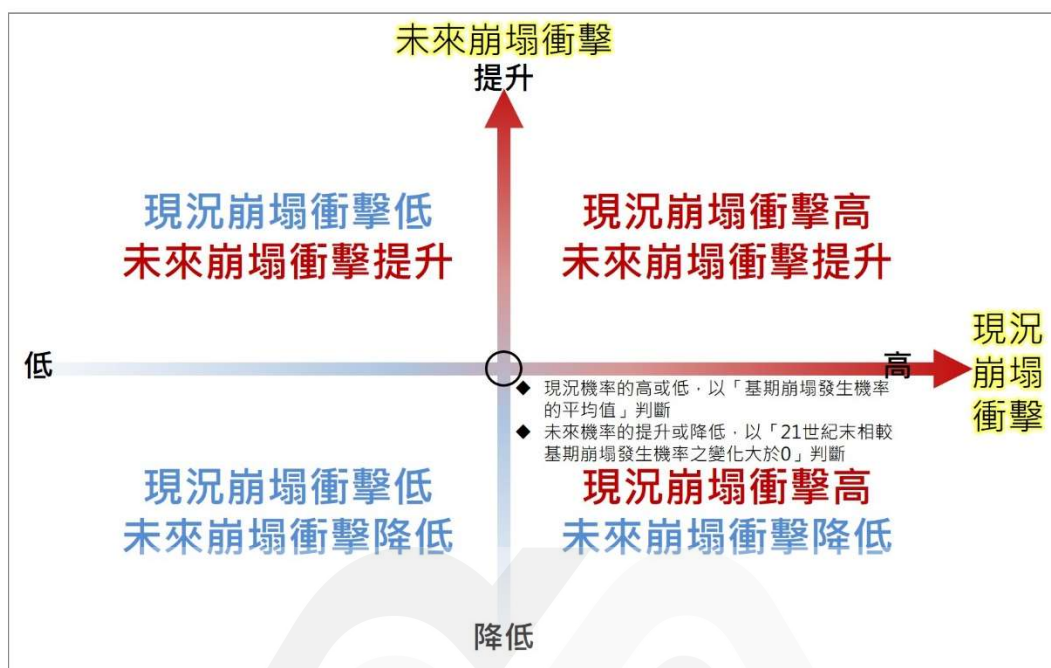 未來崩塌衝擊
提升
現況崩塌衝擊低
未來崩塌衝擊提升
現況崩塌衝擊高
未來崩塌衝擊提升
低
高
現況
崩塌
衝擊
◆ 現況機率的高或低，以「基期崩塌發生機率
的平均值」判斷
◆ 未來機率的提升或降低，以「21世紀末相較
基期崩塌發生機率之變化大於0」判斷
現況崩塌衝擊低
未來崩塌衝擊降低
現況崩塌衝擊高
未來崩塌衝擊降低
降低